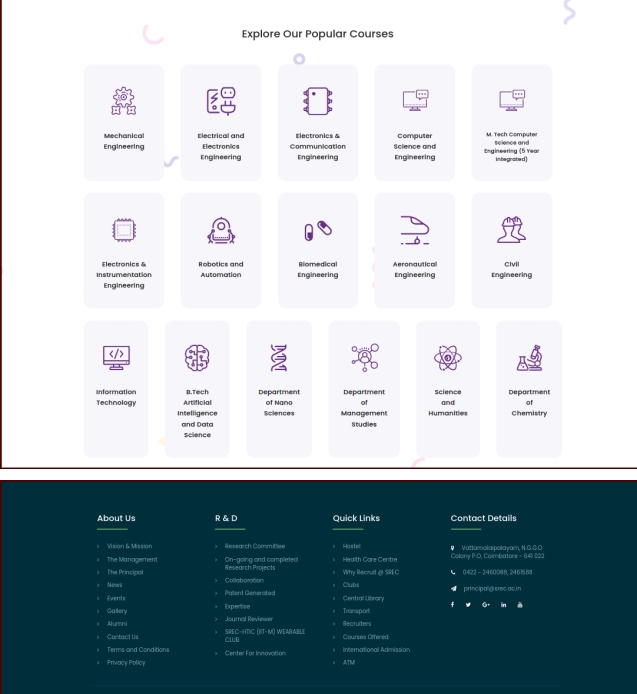 Explore Our Popular Courses
Mechanical
Engineering
Electrical and
Electronics
Engineering
Electronics &
Communication
Engineering
Computer
Science and
Engineering
M. Tech Computer
Science and
Engineering (5 Year
Integrated)
Electronics &
Instrumentation
Engineering
Robotics and
Automation
Biomedical
Engineering
Aeronautical
Engineering
Civil
Engineering
</>
Information
Technology
B.Tech
Artificial
Intelligence
and Data
Science
Department
of Nano
Sciences
Department
of
Management
Studies
Science
and
Humanities
Department
of
Chemistry
About Us
Vision & Mission
The Management
The Principal
News
Events
Gallery
Alumni
Contact Us
Terms and Conditions
Privacy Policy
R & D
Research Committee
On-going and completed
Research Projects
Collaboration
Patent Generated
Expertise
Journal Reviewer
SREC-HTIC (IIT-M) WEARABLE
CLUB
Center For Innovation
Quick Links
Hostel
Health Care Centre
Why Recruit @ SREC
Clubs
Central Library
Transport
Recruiters
Courses Offered
International Admission
ATM
Contact Details
Vattamalaipalayam, N.G.G.O
Colony P.O, Coimbatore - 641 022
0422 - 2460088, 2461588
principal@srec.ac.in